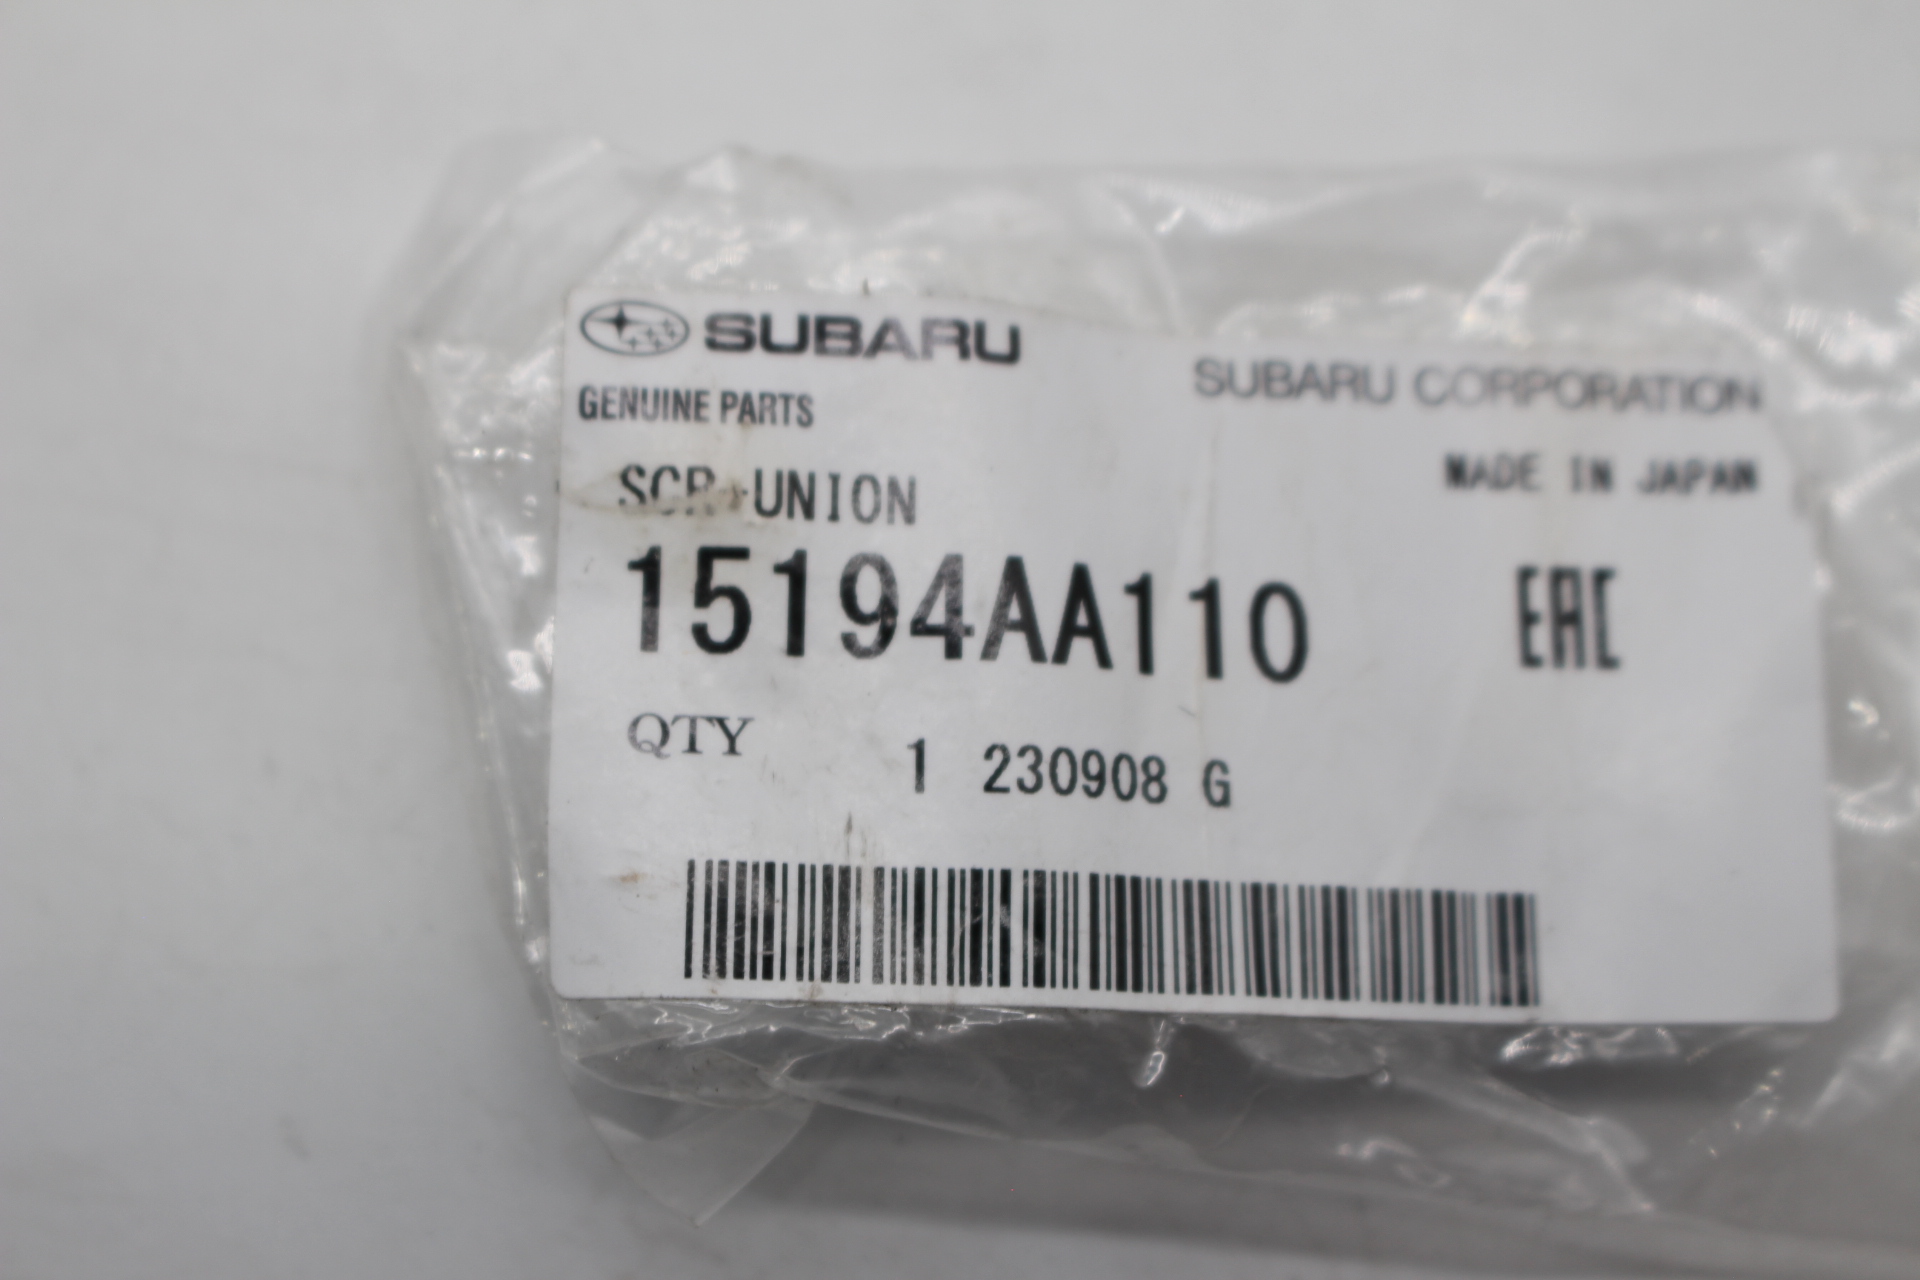 SUBARU
SUBARU CORPORATION
GENUINE PARTS
MADE IN JAPAN
SCR-UNION
15194AA110
EAC
QTY 1 230908 G